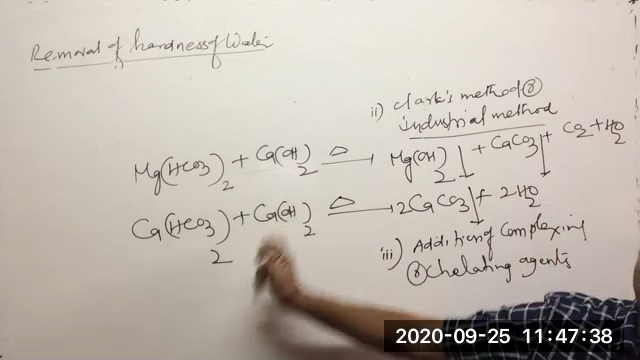 Removal of hardness of Water
ii) Clark's method (or)
industrial method
Mg(HCO3)2 + Ca(OH)2 △→ Mg(OH)2↓ + CaCO3↓ + CO2 + H2O
Ca(HCO3)2 + Ca(OH)2 △→ 2CaCO3↓ + 2H2O
iii) Addition of complexing
(or) chelating agents
2020-09-25 11:47:38